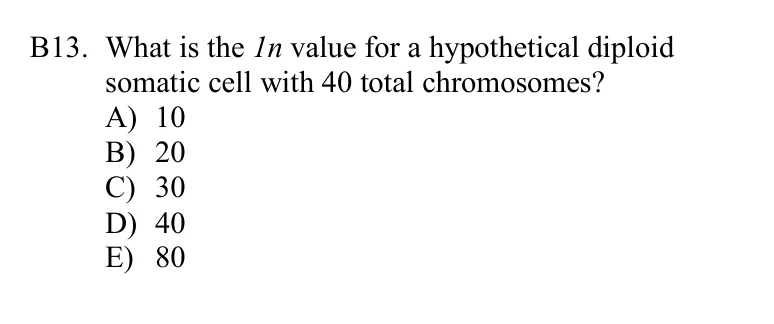 B13. What is the 1n value for a hypothetical diploid
somatic cell with 40 total chromosomes?
A) 10
B) 20
C) 30
D) 40
E) 80